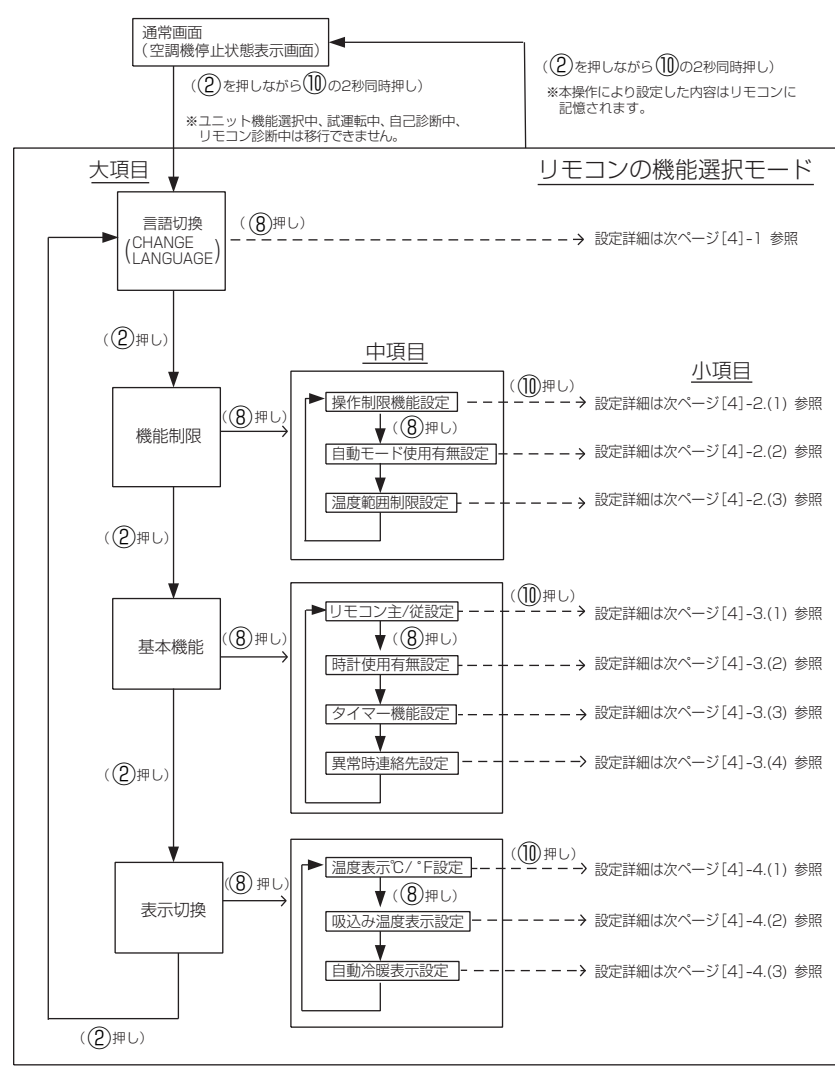 通常画面
(空調機停止状態表示画面)
(②を押しながら⑩の2秒同時押し)
※ユニット機能選択中、試運転中、自己診断中、
リモコン診断中は移行できません。
(②を押しながら⑩の2秒同時押し)
※本操作により設定した内容はリモコンに
記憶されます。
大項目
リモコンの機能選択モード
言語切換
(CHANGE
LANGUAGE)
(⑧押し)
設定詳細は次ページ[4]-1 参照
(②押し)
中項目
小項目
機能制限
(⑧押し)
操作制限機能設定
(⑩押し)
設定詳細は次ページ[4]-2.(1) 参照
(⑧押し)
自動モード使用有無設定
設定詳細は次ページ[4]-2.(2) 参照
温度範囲制限設定
設定詳細は次ページ[4]-2.(3) 参照
(②押し)
基本機能
(⑧押し)
リモコン主/従設定
(⑩押し)
設定詳細は次ページ[4]-3.(1) 参照
(⑧押し)
時計使用有無設定
設定詳細は次ページ[4]-3.(2) 参照
タイマー機能設定
設定詳細は次ページ[4]-3.(3) 参照
異常時連絡先設定
設定詳細は次ページ[4]-3.(4) 参照
(②押し)
表示切換
(⑧押し)
温度表示℃/°F設定
(⑩押し)
設定詳細は次ページ[4]-4.(1) 参照
(⑧押し)
吸込み温度表示設定
設定詳細は次ページ[4]-4.(2) 参照
自動冷暖表示設定
設定詳細は次ページ[4]-4.(3) 参照
(②押し)